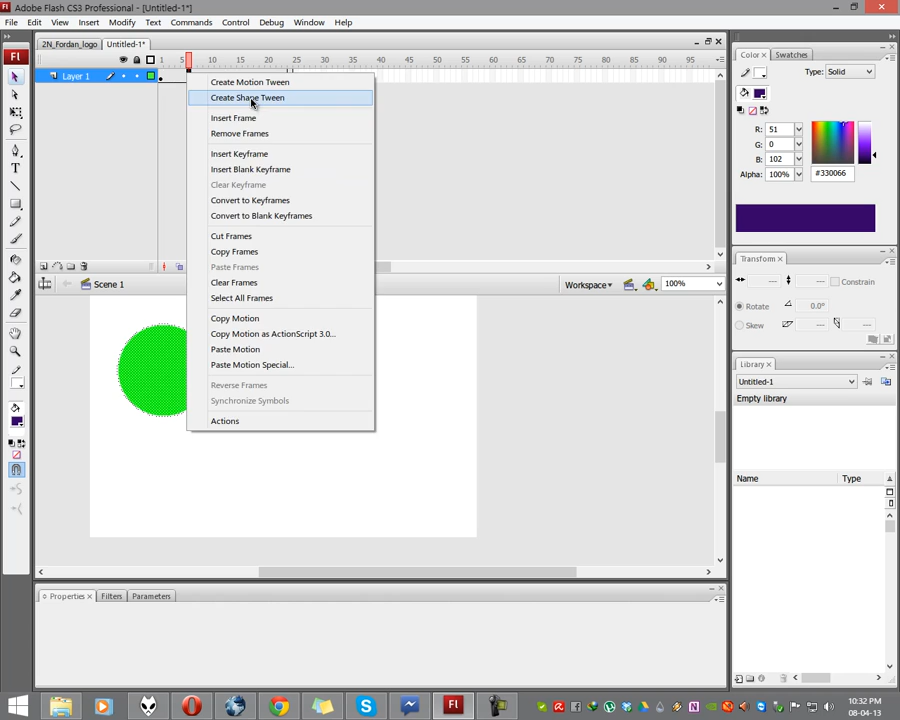 Adobe Flash CS3 Professional - [Untitled-1*]
File Edit View Insert Modify Text Commands Control Debug Window Help
2N_Fordan_logo Untitled-1*
1 5 10 15 20 25 30 35 40 45 50 55 60 65 70 75 80 85 90 95
Layer 1
Create Motion Tween
Create Shape Tween
Insert Frame
Remove Frames
Insert Keyframe
Insert Blank Keyframe
Clear Keyframe
Convert to Keyframes
Convert to Blank Keyframes
Cut Frames
Copy Frames
Paste Frames
Clear Frames
Select All Frames
Copy Motion
Copy Motion as ActionScript 3.0...
Paste Motion
Paste Motion Special...
Reverse Frames
Synchronize Symbols
Actions
Scene 1
Workspace
100%
Properties Filters Parameters
Color Swatches
Type: Solid
R: 51
G: 0
B: 102
Alpha: 100%
#330066
Transform
Constrain
Rotate 0.0°
Skew
Library
Untitled-1
Empty library
Name Type
Fl
10:32 PM
08-04-13